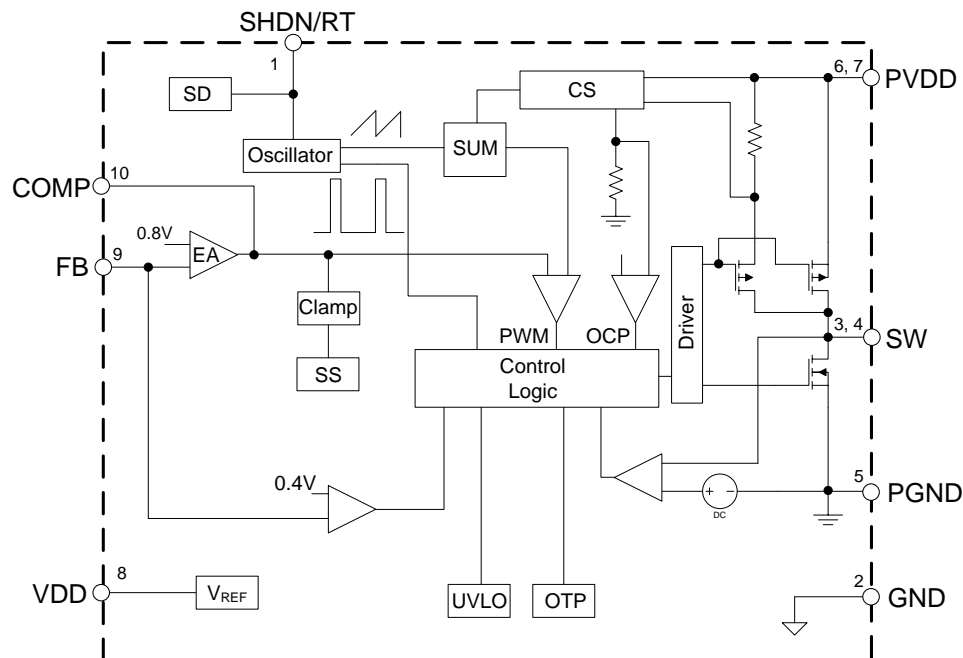 SHDN/RT
1
6, 7
PVDD
SD
CS
Oscillator
SUM
COMP
10
0.8V
EA
FB
9
Clamp
Driver
3, 4
SW
PWM
OCP
SS
Control
Logic
0.4V
+ -
DC
5
PGND
VDD
8
VREF
UVLO
OTP
2
GND